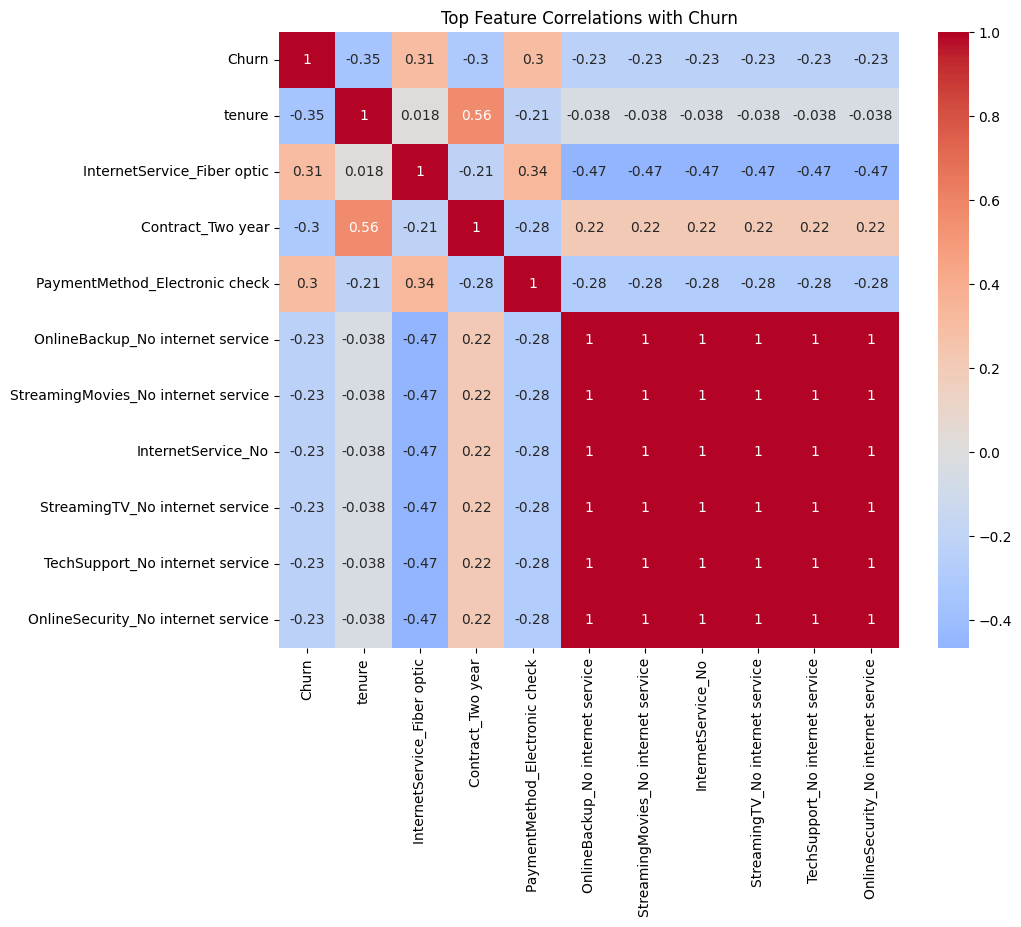 Top Feature Correlations with Churn
Churn 1 -0.35 0.31 -0.3 0.3 -0.23 -0.23 -0.23 -0.23 -0.23 -0.23
tenure -0.35 1 0.018 0.56 -0.21 -0.038 -0.038 -0.038 -0.038 -0.038 -0.038
InternetService_Fiber optic 0.31 0.018 1 -0.21 0.34 -0.47 -0.47 -0.47 -0.47 -0.47 -0.47
Contract_Two year -0.3 0.56 -0.21 1 -0.28 0.22 0.22 0.22 0.22 0.22 0.22
PaymentMethod_Electronic check 0.3 -0.21 0.34 -0.28 1 -0.28 -0.28 -0.28 -0.28 -0.28 -0.28
OnlineBackup_No internet service -0.23 -0.038 -0.47 0.22 -0.28 1 1 1 1 1 1
StreamingMovies_No internet service -0.23 -0.038 -0.47 0.22 -0.28 1 1 1 1 1 1
InternetService_No -0.23 -0.038 -0.47 0.22 -0.28 1 1 1 1 1 1
StreamingTV_No internet service -0.23 -0.038 -0.47 0.22 -0.28 1 1 1 1 1 1
TechSupport_No internet service -0.23 -0.038 -0.47 0.22 -0.28 1 1 1 1 1 1
OnlineSecurity_No internet service -0.23 -0.038 -0.47 0.22 -0.28 1 1 1 1 1 1
Churn
tenure
InternetService_Fiber optic
Contract_Two year
PaymentMethod_Electronic check
OnlineBackup_No internet service
StreamingMovies_No internet service
InternetService_No
StreamingTV_No internet service
TechSupport_No internet service
OnlineSecurity_No internet service
1.0
0.8
0.6
0.4
0.2
0.0
-0.2
-0.4